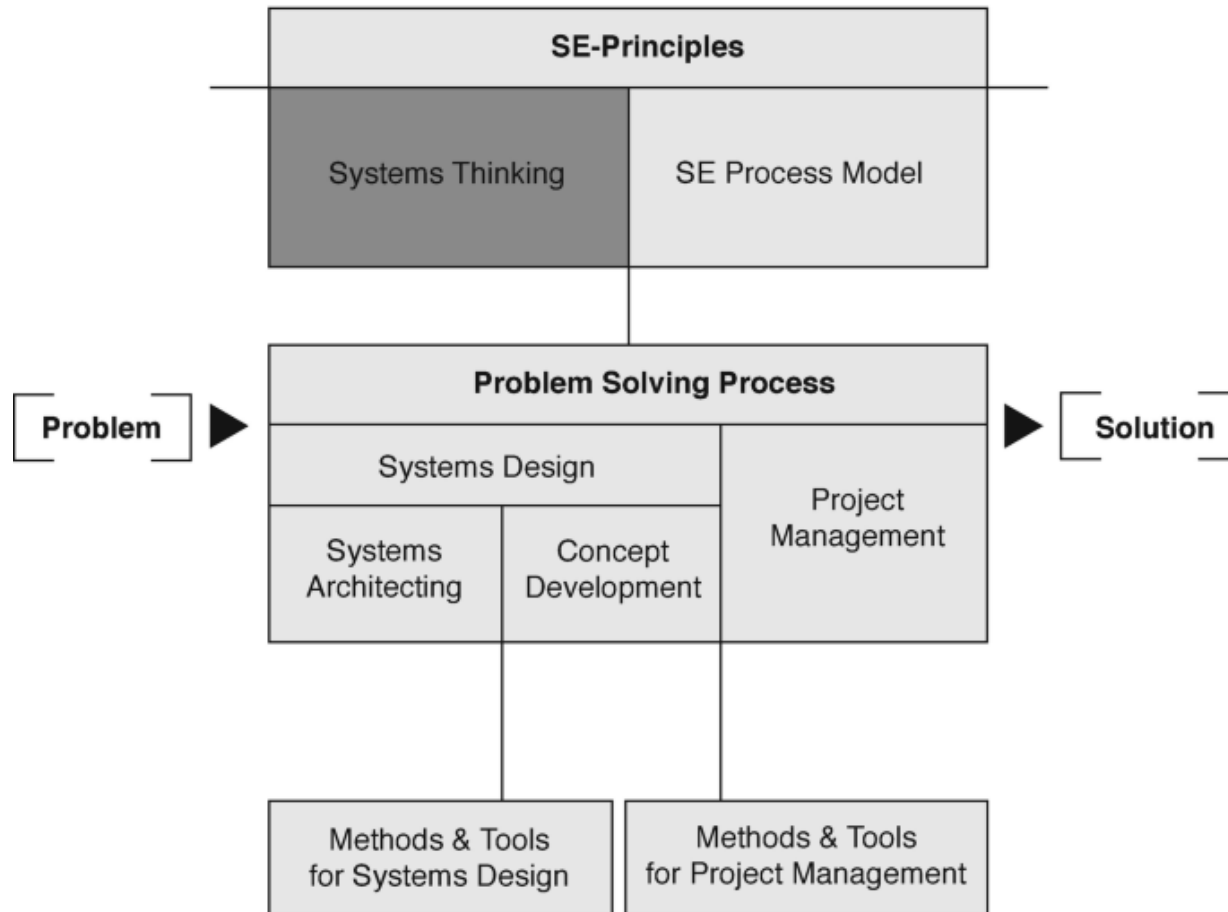 SE-Principles
Systems Thinking
SE Process Model
Problem Solving Process
Problem
Solution
Systems Design
Project
Management
Systems
Architecting
Concept
Development
Methods & Tools
for Systems Design
Methods & Tools
for Project Management